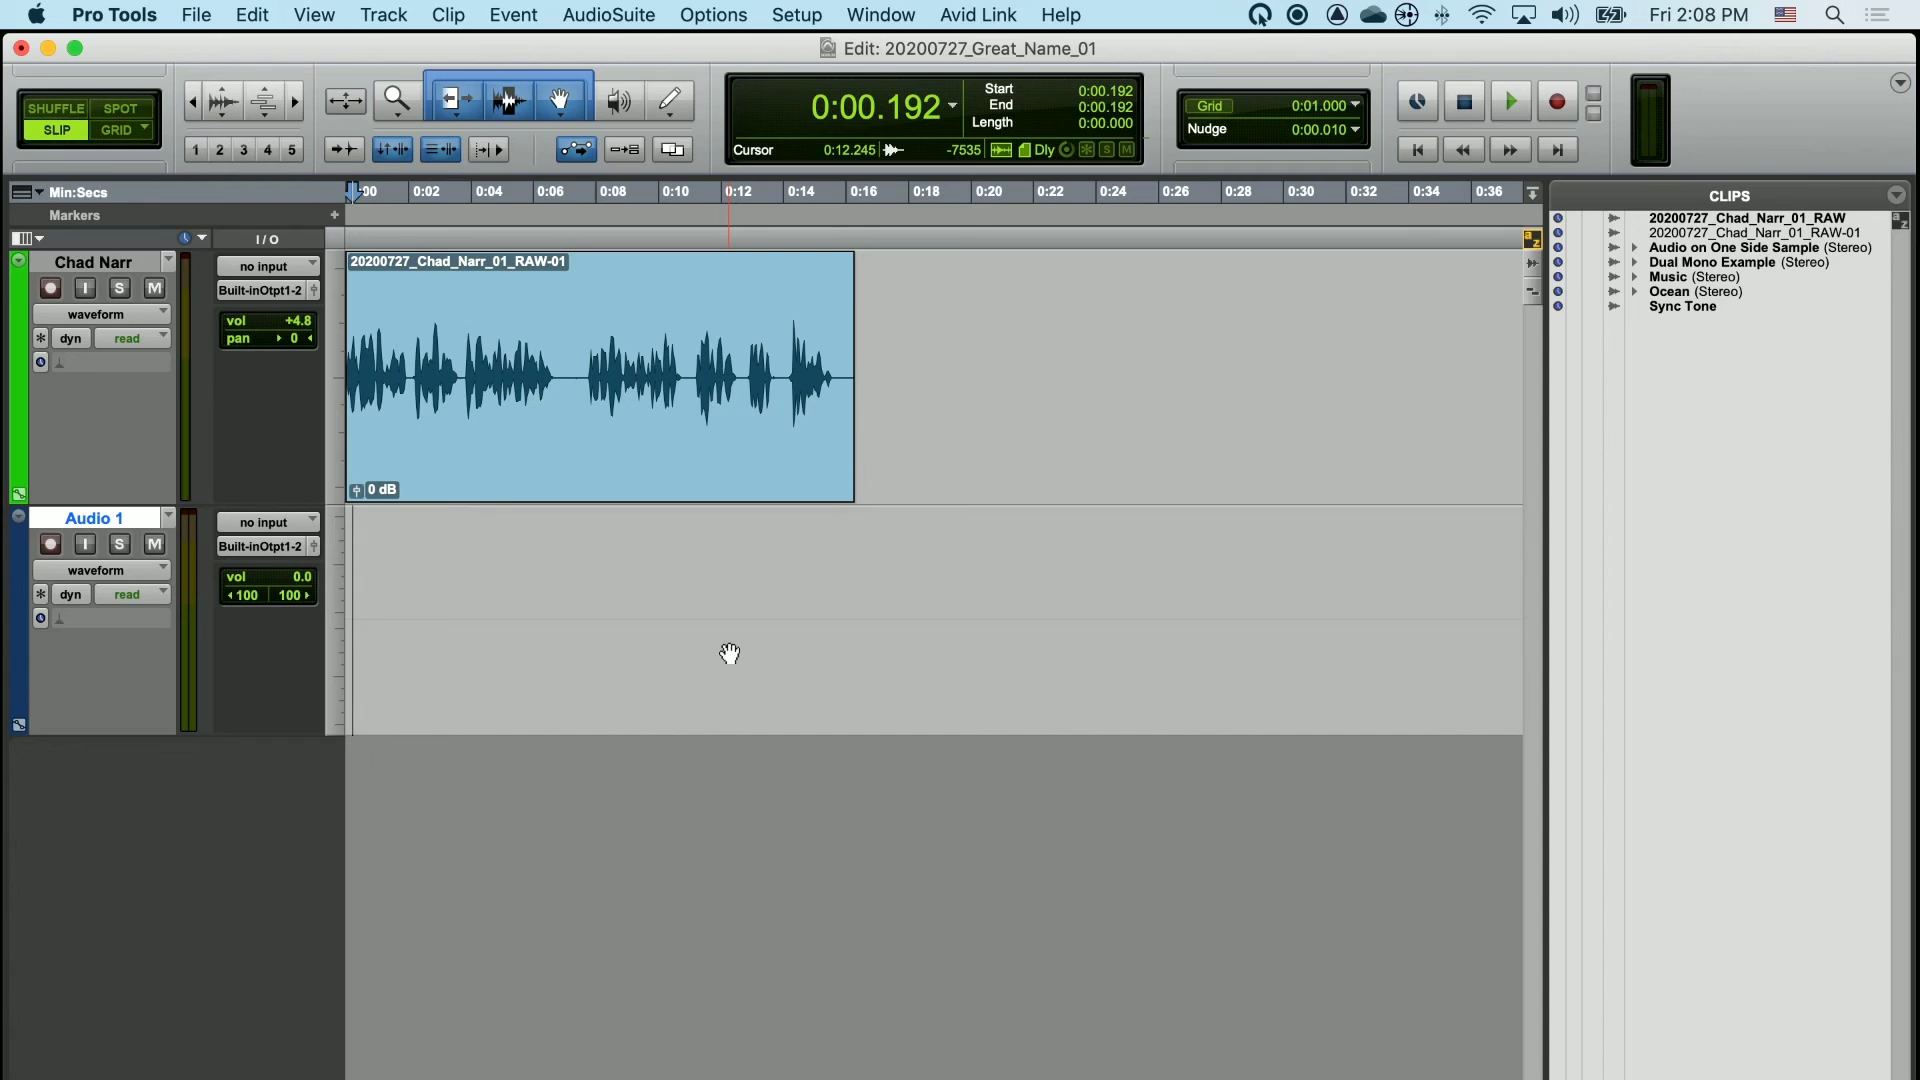 Pro Tools File Edit View Track Clip Event AudioSuite Options Setup Window Avid Link Help Fri 2:08 PM
Edit: 20200727_Great_Name_01
SHUFFLE SPOT
SLIP GRID
1 2 3 4 5
0:00.192
Start 0:00.192
End 0:00.192
Length 0:00.000
Cursor 0:12.245 -7535 Dly S M
Grid 0:01.000
Nudge 0:00.010
Min:Secs
:00 0:02 0:04 0:06 0:08 0:10 0:12 0:14 0:16 0:18 0:20 0:22 0:24 0:26 0:28 0:30 0:32 0:34 0:36
Markers +
I / O
a z
Chad Narr
I S M
waveform
* dyn read
no input
Built-inOtpt1-2
vol +4.8
pan 0
20200727_Chad_Narr_01_RAW-01
0 dB
Audio 1
I S M
waveform
* dyn read
no input
Built-inOtpt1-2
vol 0.0
100 100
CLIPS
a z
20200727_Chad_Narr_01_RAW
20200727_Chad_Narr_01_RAW-01
Audio on One Side Sample (Stereo)
Dual Mono Example (Stereo)
Music (Stereo)
Ocean (Stereo)
Sync Tone